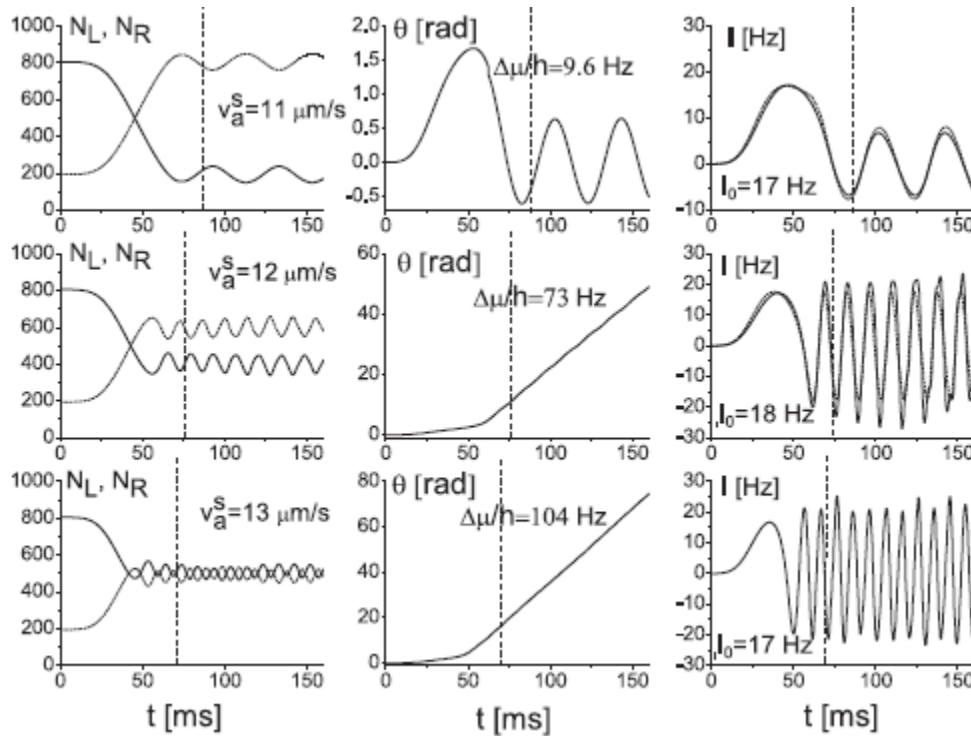 1000 N_L, N_R
800
600
400
200
0
v_a^s=11 μm/s
θ [rad]
2.0
1.5
1.0
0.5
0.0
-0.5
Δμ/h=9.6 Hz
I [Hz]
30
20
10
0
-10
I_0=17 Hz
0 50 100 150
0 50 100 150
0 50 100 150
1000
N_L, N_R
800
600
400
200
0
v_a^s=12 μm/s
60
θ [rad]
40
20
0
Δμ/h=73 Hz
30
I [Hz]
20
10
0
-10
-20
-30
I_0=18 Hz
0 50 100 150
0 50 100 150
0 50 100 150
1000
N_L, N_R
800
600
400
200
0
v_a^s=13 μm/s
80
θ [rad]
60
40
20
0
Δμ/h=104 Hz
30
I [Hz]
20
10
0
-10
-20
-30
I_0=17 Hz
0 50 100 150
0 50 100 150
0 50 100 150
t [ms]
t [ms]
t [ms]